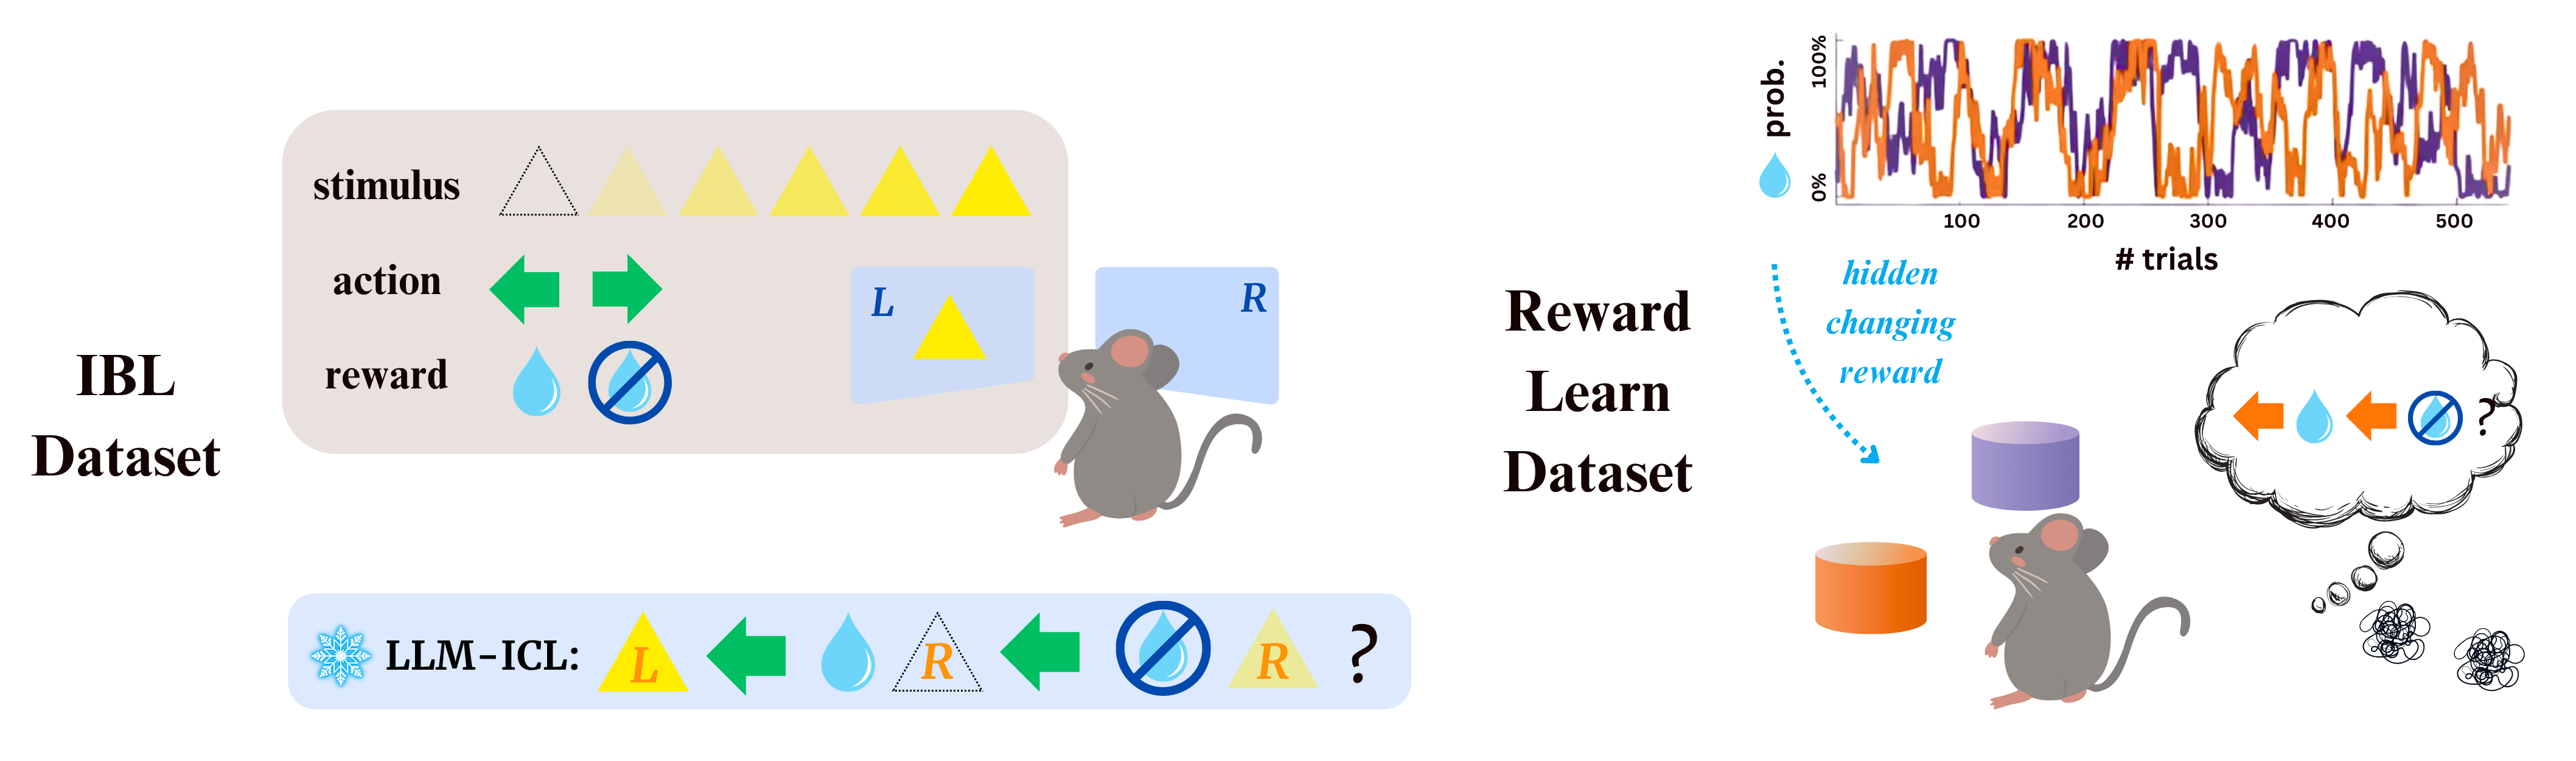 IBL
Dataset
stimulus
action
reward
L
R
LLM-ICL:
L
R
R
?
Reward
Learn
Dataset
prob.
100%
0%
100
200
300
400
500
# trials
hidden
changing
reward
?